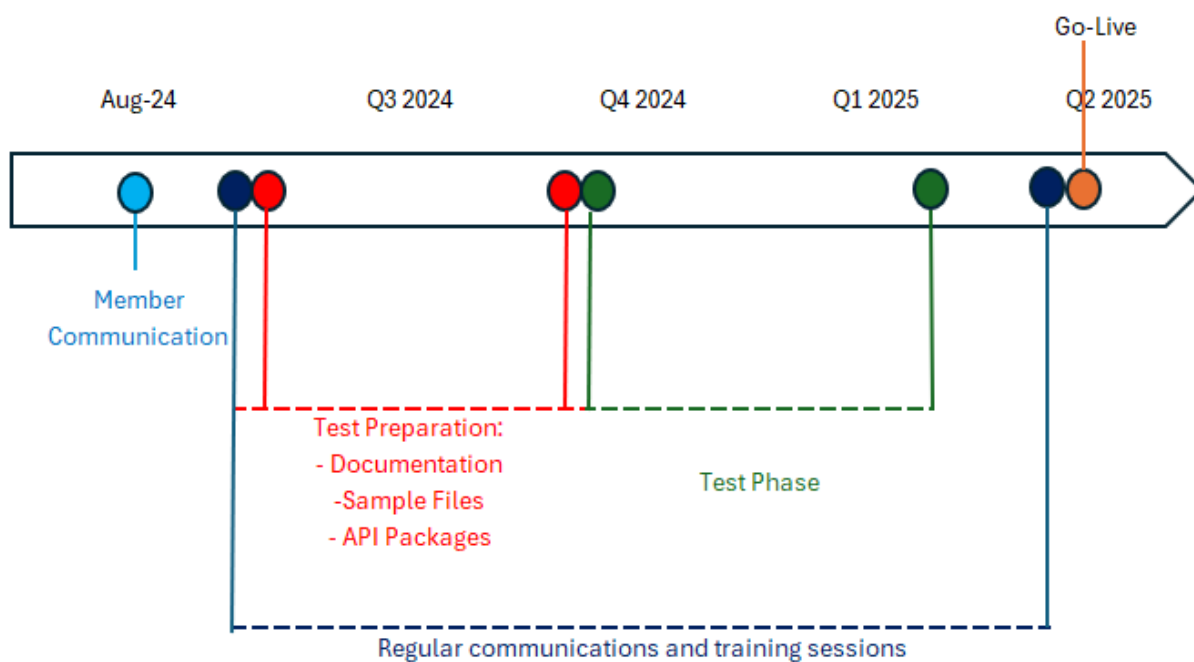 Go-Live
Aug-24
Q3 2024
Q4 2024
Q1 2025
Q2 2025
Member
Communication
Test Preparation:
- Documentation
-Sample Files
- API Packages
Test Phase
Regular communications and training sessions